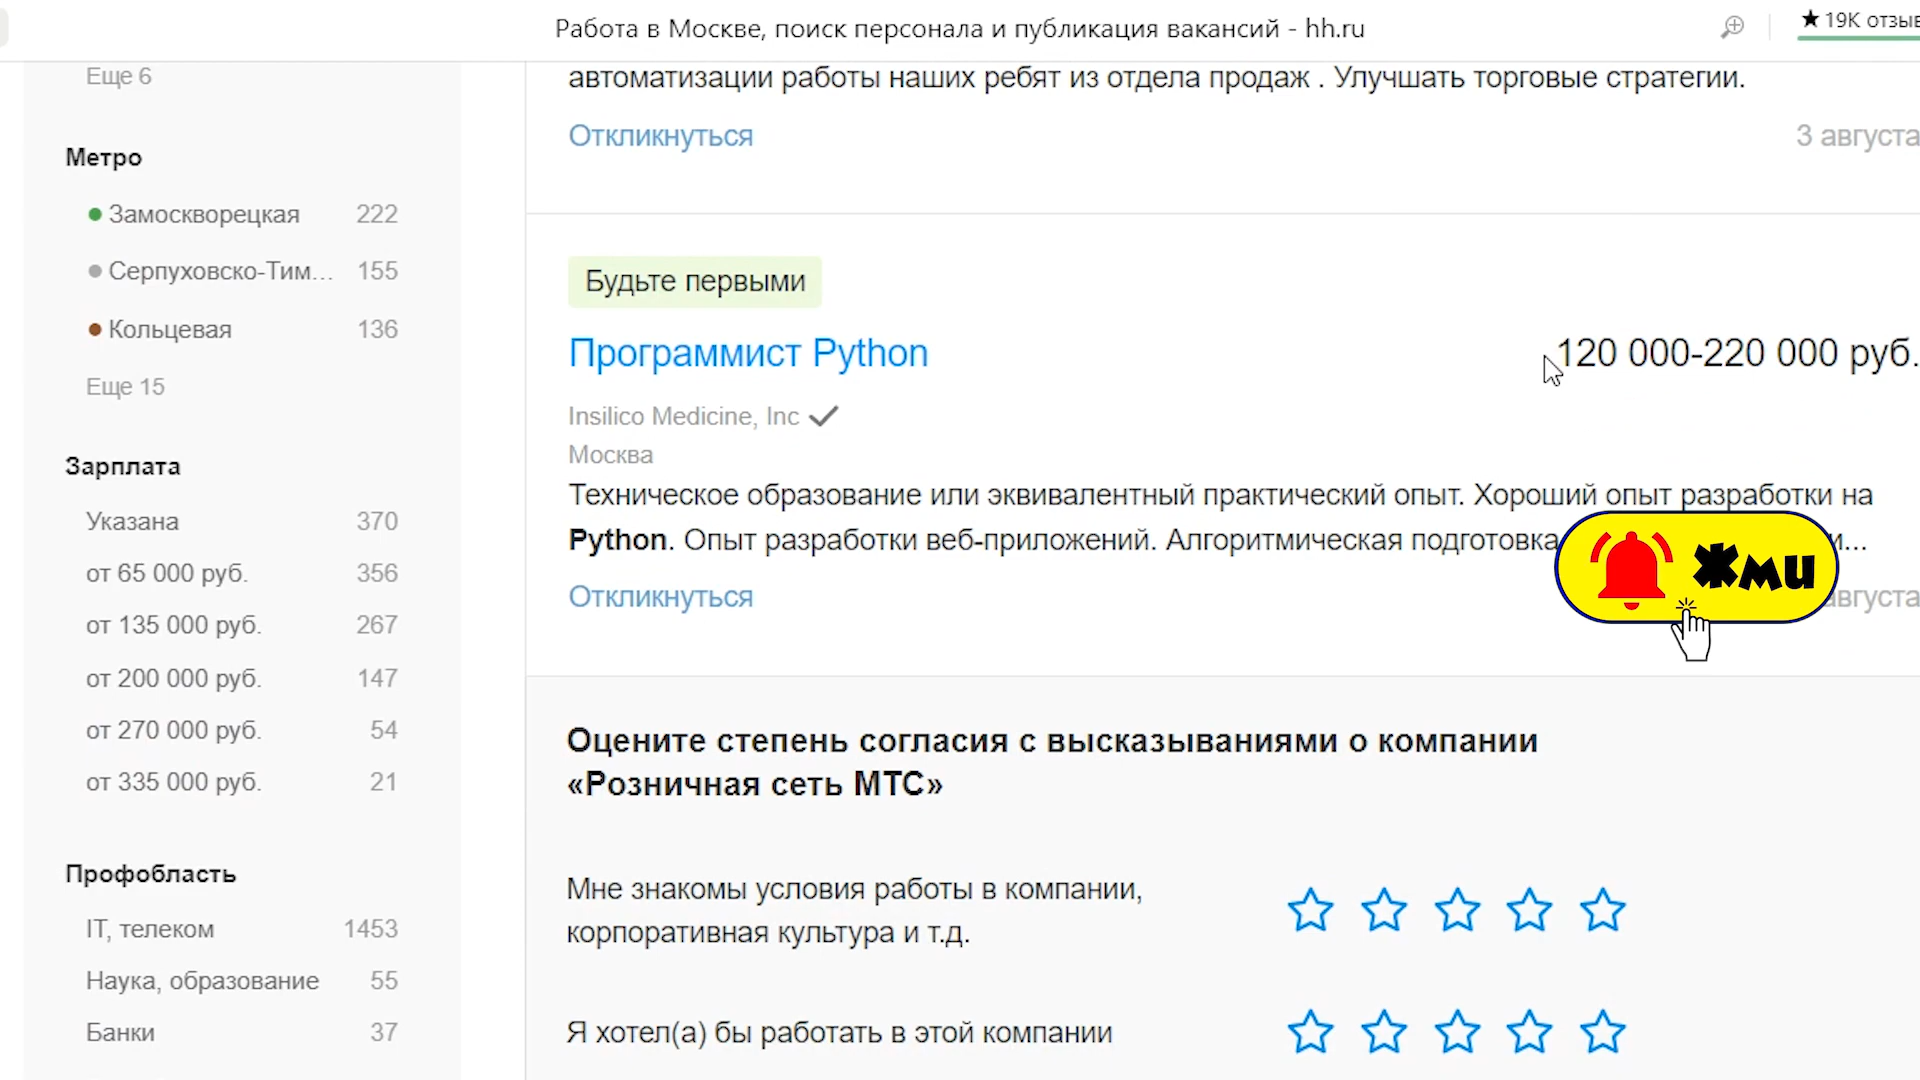 Работа в Москве, поиск персонала и публикация вакансий - hh.ru
★ 19K отзыв
Еще 6
Метро
Замоскворецкая 222
Серпуховско-Тим... 155
Кольцевая 136
Еще 15
Зарплата
Указана 370
от 65 000 руб. 356
от 135 000 руб. 267
от 200 000 руб. 147
от 270 000 руб. 54
от 335 000 руб. 21
Профобласть
IT, телеком 1453
Наука, образование 55
Банки 37
автоматизации работы наших ребят из отдела продаж . Улучшать торговые стратегии.
Откликнуться
3 августа
Будьте первыми
Программист Python
120 000-220 000 руб.
Insilico Medicine, Inc
Москва
Техническое образование или эквивалентный практический опыт. Хороший опыт разработки на
Python. Опыт разработки веб-приложений. Алгоритмическая подготовка и...
Жми
Откликнуться
августа
Оцените степень согласия с высказываниями о компании
«Розничная сеть МТС»
Мне знакомы условия работы в компании,
корпоративная культура и т.д.
Я хотел(а) бы работать в этой компании